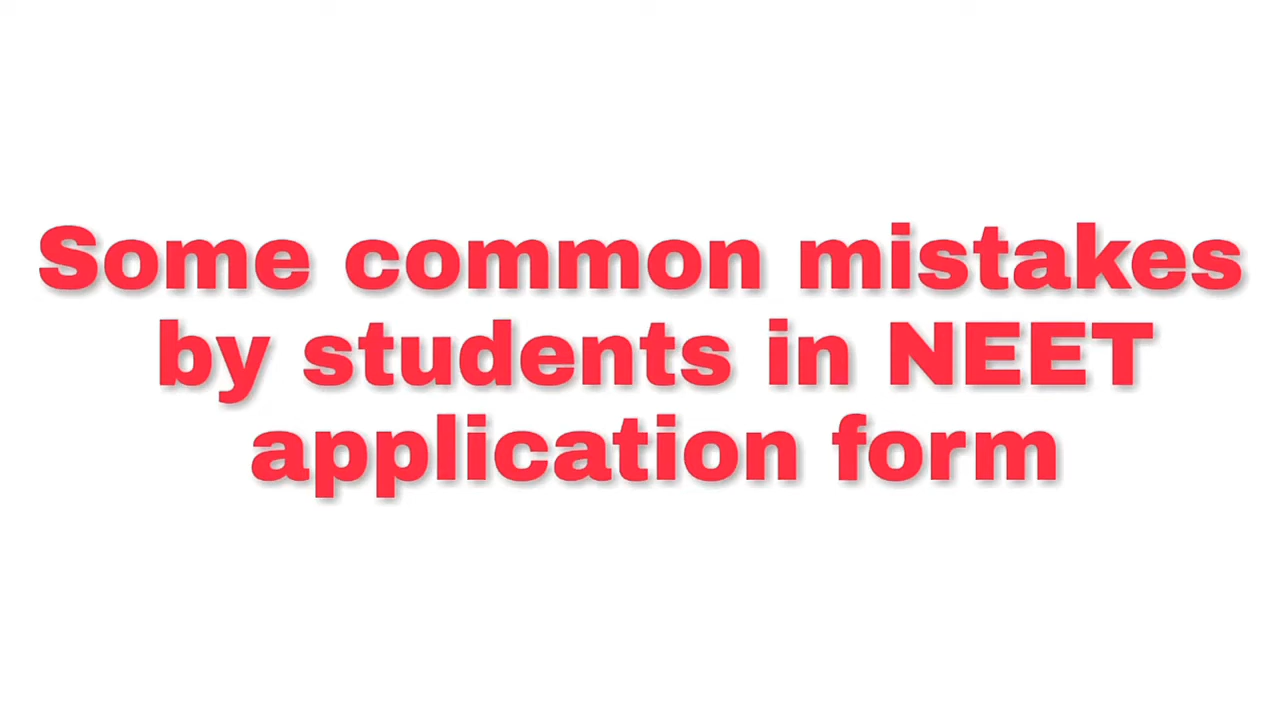 Some common mistakes
by students in NEET
application form